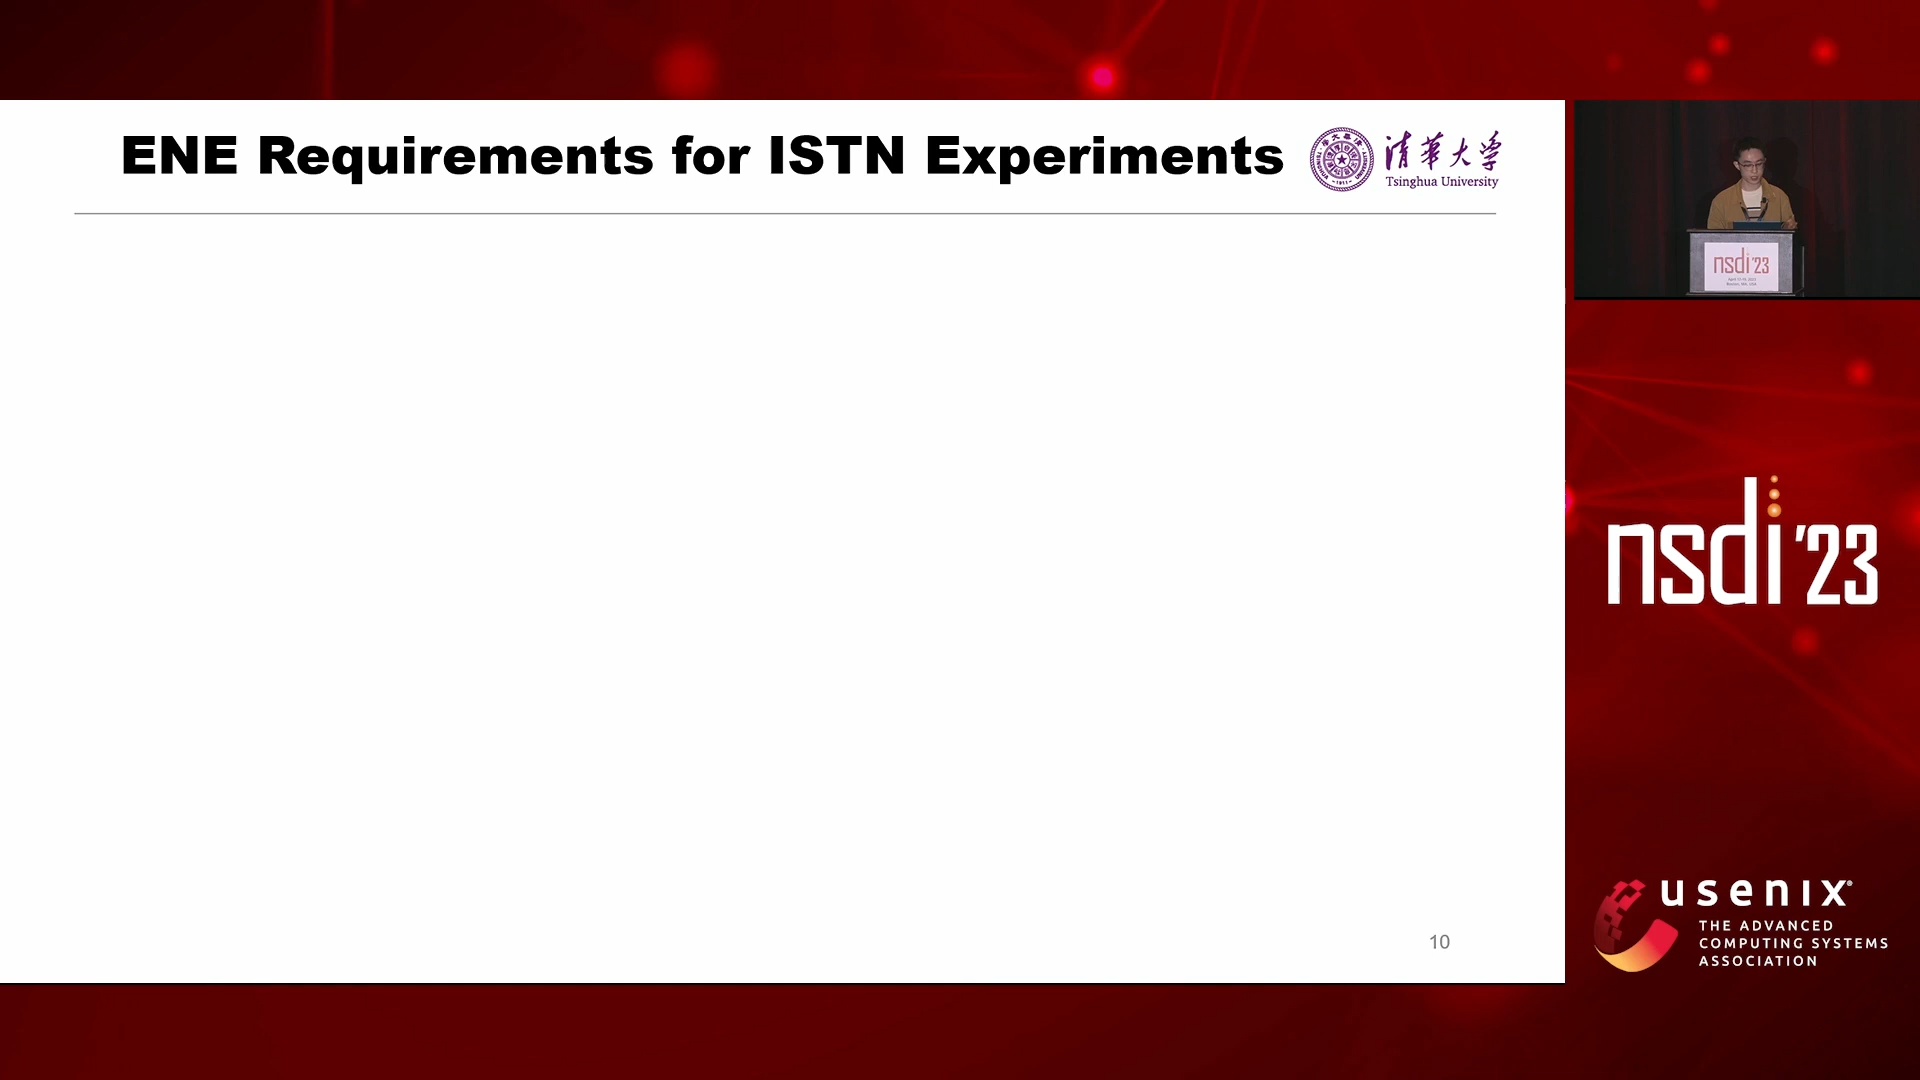 ENE Requirements for ISTN Experiments
清華大学
Tsinghua University
10
nsdi'23
nsdi'23
usenix
THE ADVANCED
COMPUTING SYSTEMS
ASSOCIATION